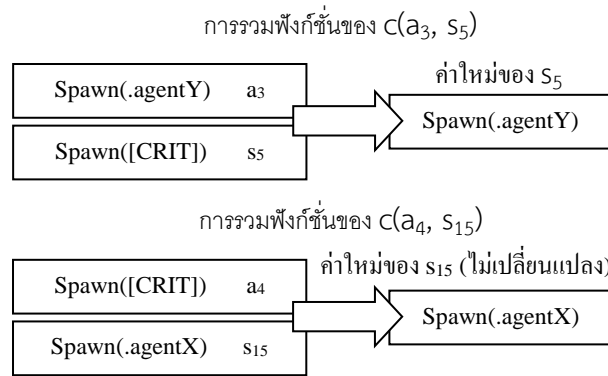 การรวมฟังก์ชั่นของ c(a3, s5)
ค่าใหม่ของ s5
Spawn(.agentY) a3
Spawn(.agentY)
Spawn([CRIT]) s5
การรวมฟังก์ชั่นของ c(a4, s15)
ค่าใหม่ของ s15 (ไม่เปลี่ยนแปลง)
Spawn([CRIT]) a4
Spawn(.agentX)
Spawn(.agentX) s15